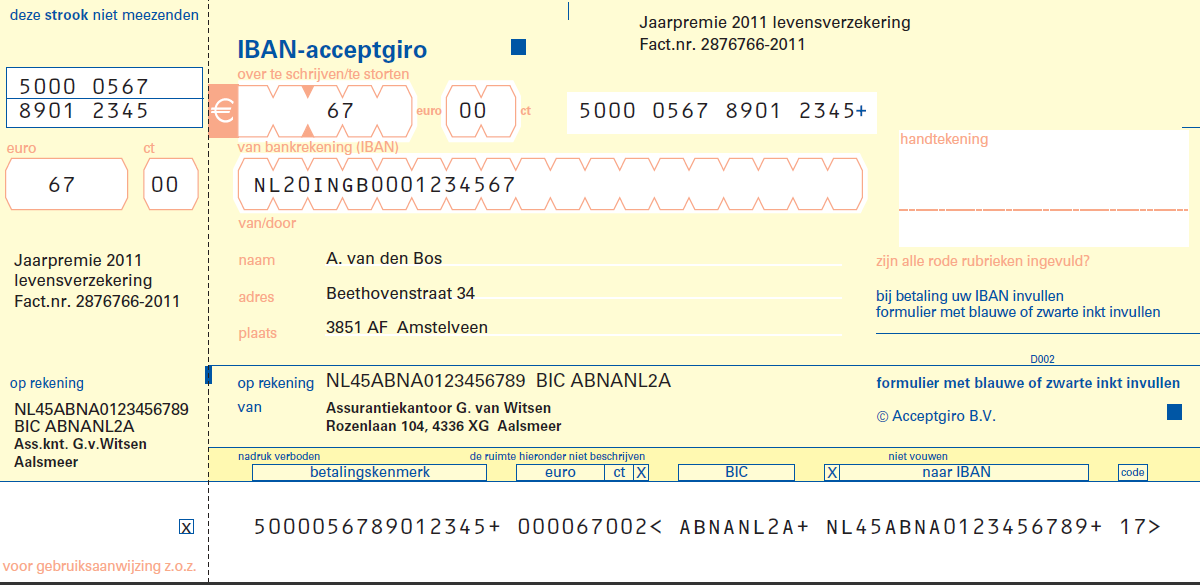 deze strook niet meezenden
5000 0567
8901 2345
euro ct
67 00
Jaarpremie 2011
levensverzekering
Fact.nr. 2876766-2011
op rekening
NL45ABNA0123456789
BIC ABNANL2A
Ass.knt. G.v.Witsen
Aalsmeer
X
voor gebruiksaanwijzing z.o.z.
IBAN-acceptgiro
over te schrijven/te storten
€ 67 euro 00 ct
van bankrekening (IBAN)
NL20INGB0001234567
van/door
naam A. van den Bos
adres Beethovenstraat 34
plaats 3851 AF Amstelveen
Jaarpremie 2011 levensverzekering
Fact.nr. 2876766-2011
5000 0567 8901 2345+
handtekening
zijn alle rode rubrieken ingevuld?
bij betaling uw IBAN invullen
formulier met blauwe of zwarte inkt invullen
D002
op rekening NL45ABNA0123456789 BIC ABNANL2A
van Assurantiekantoor G. van Witsen
Rozenlaan 104, 4336 XG Aalsmeer
formulier met blauwe of zwarte inkt invullen
© Acceptgiro B.V.
nadruk verboden de ruimte hieronder niet beschrijven niet vouwen
betalingskenmerk euro ct X BIC X naar IBAN code
5000056789012345+ 000067002< ABNANL2A+ NL45ABNA0123456789+ 17>